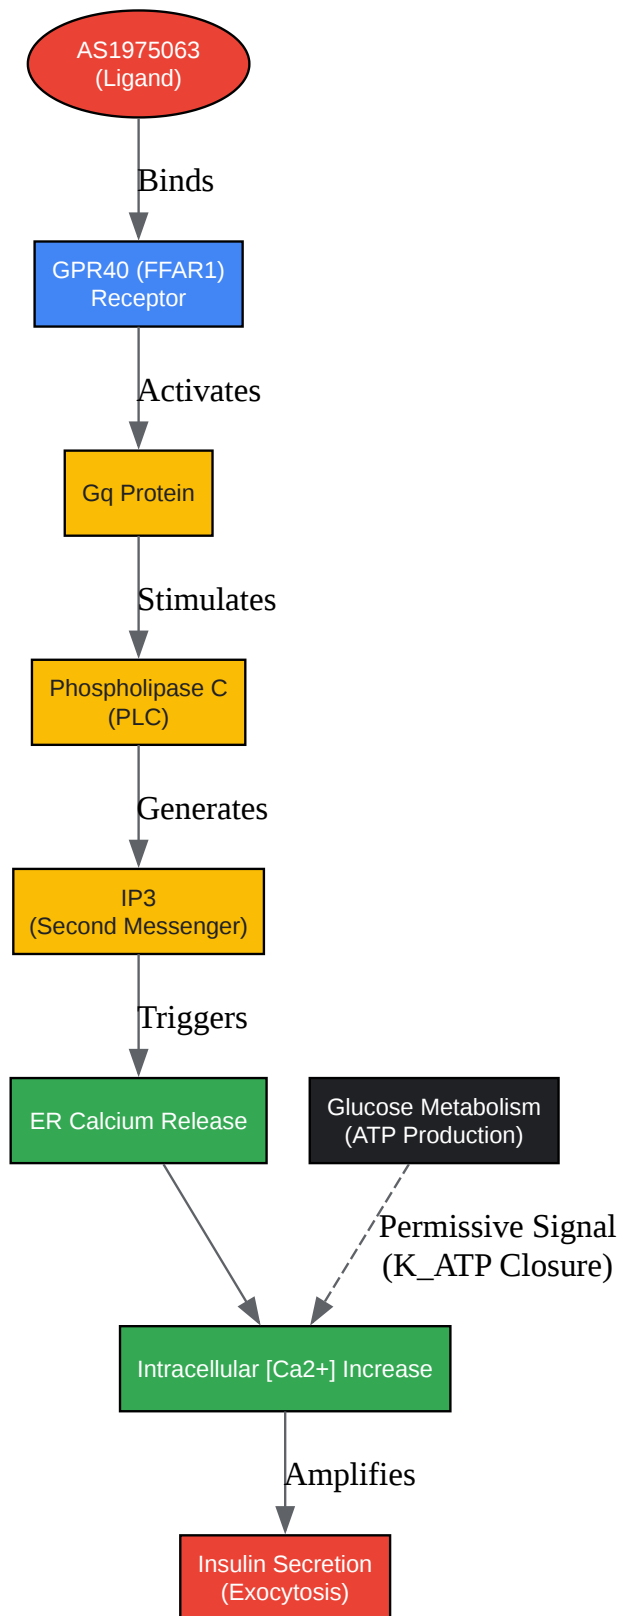 AS1975063
(Ligand)
Binds
GPR40 (FFAR1)
Receptor
Activates
Gq Protein
Stimulates
Phospholipase C
(PLC)
Generates
IP3
(Second Messenger)
Triggers
ER Calcium Release
Glucose Metabolism
(ATP Production)
Permissive Signal
(K_ATP Closure)
Intracellular [Ca2+] Increase
Amplifies
Insulin Secretion
(Exocytosis)